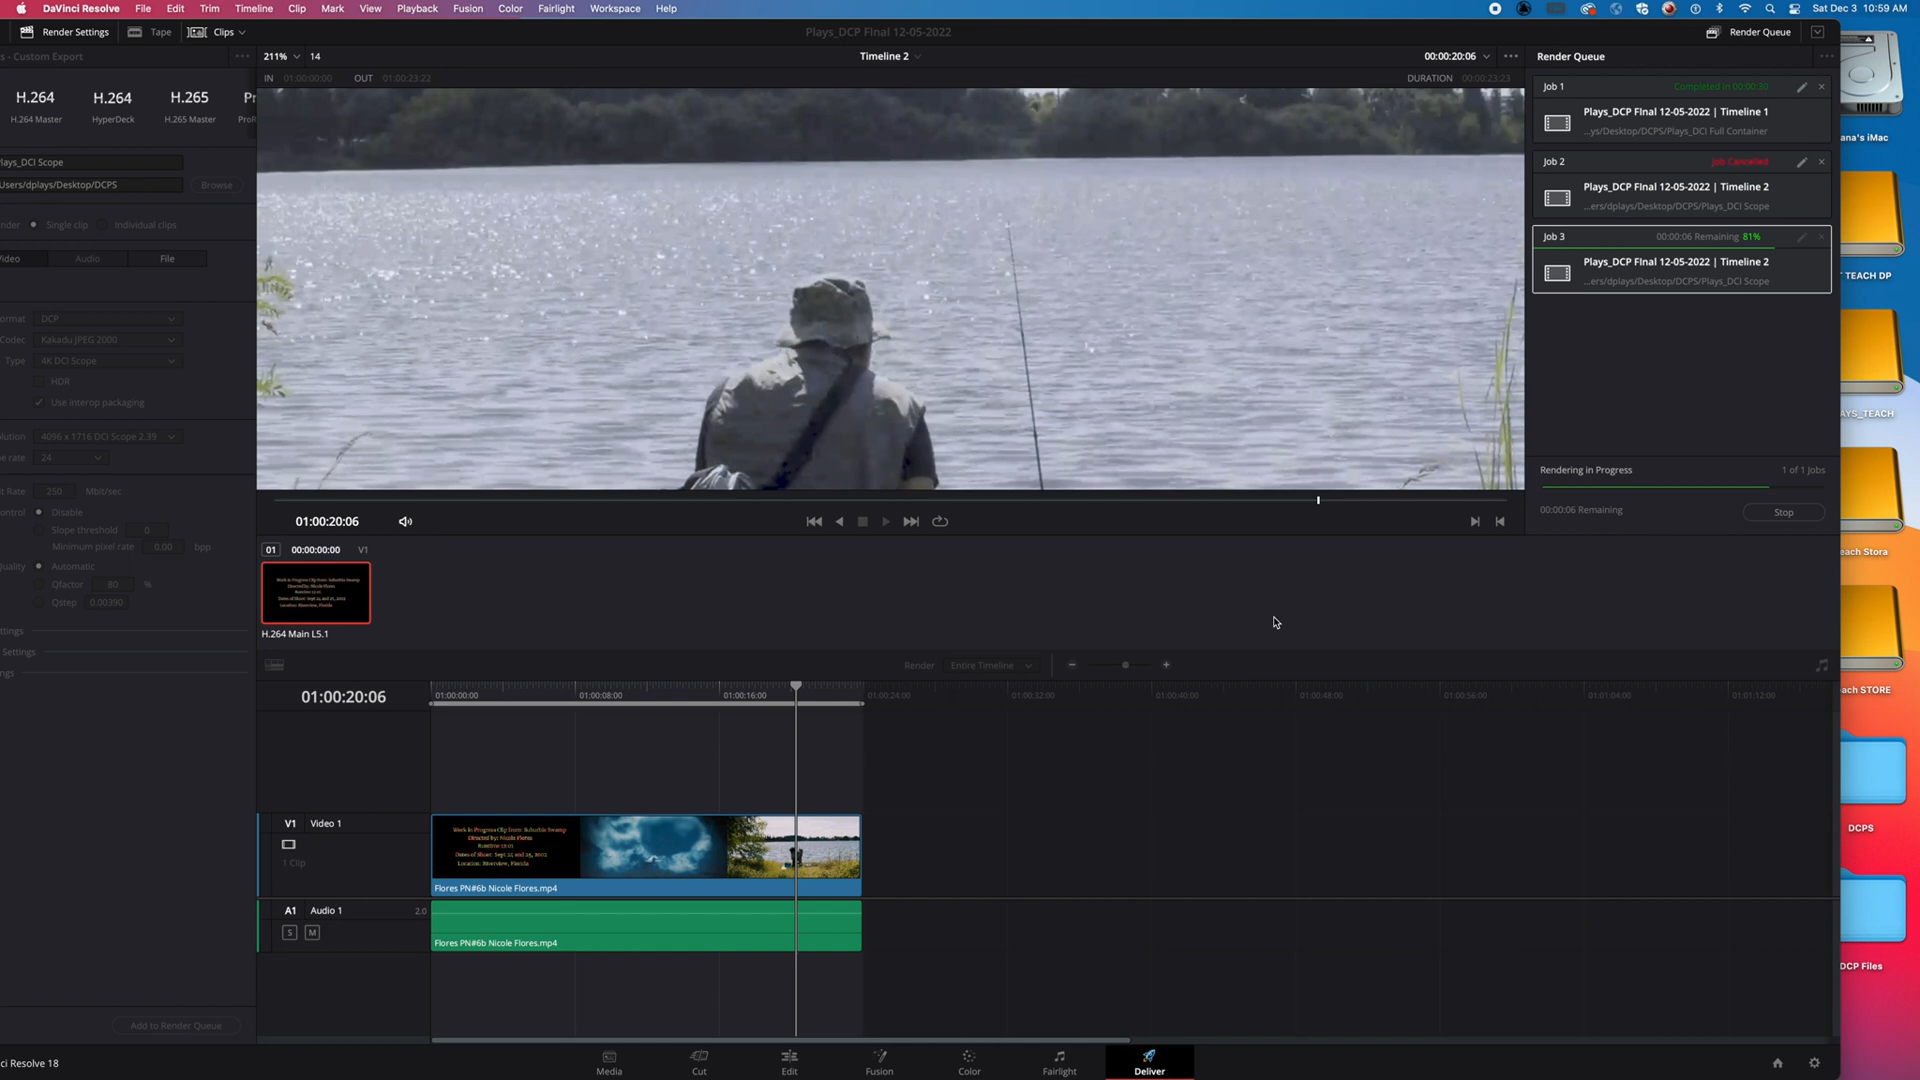 DaVinci Resolve File Edit Trim Timeline Clip Mark View Playback Fusion Color Fairlight Workspace Help
Sat Dec 3 10:59 AM
Render Settings Tape Clips
Plays_DCP FInal 12-05-2022
Render Queue
s - Custom Export
211% 14
Timeline 2
00:00:20:06
Render Queue
IN 01:00:00:00 OUT 01:00:23:22
DURATION 00:00:23:23
H.264 H.264 H.265 Pr
H.264 Master HyperDeck H.265 Master ProR
lays_DCI Scope
Users/dplays/Desktop/DCPS
Browse
nder Single clip Individual clips
ideo Audio File
ormat DCP
Codec Kakadu JPEG 2000
Type 4K DCI Scope
HDR
Use interop packaging
lution 4096 x 1716 DCI Scope 2.39
e rate 24
t Rate 250 Mbit/sec
ontrol Disable
Slope threshold 0
Minimum pixel rate 0.00 bpp
uality Automatic
Qfactor 80 %
Qstep 0.00390
ttings
Settings
ngs
Add to Render Queue
Job 1 Completed in 00:00:30
Plays_DCP FInal 12-05-2022 | Timeline 1
...ys/Desktop/DCPS/Plays_DCI Full Container
Job 2 Job Canceled
Plays_DCP FInal 12-05-2022 | Timeline 2
...ers/dplays/Desktop/DCPS/Plays_DCI Scope
Job 3 00:00:06 Remaining 81%
Plays_DCP FInal 12-05-2022 | Timeline 2
...ers/dplays/Desktop/DCPS/Plays_DCI Scope
Rendering in Progress 1 of 1 Jobs
00:00:06 Remaining Stop
01:00:20:06
01 00:00:00:00 V1
Work in Progress Clip from: Suburbia Swamp
Directed by: Nicole Flores
Runtime 12:01
Dates of Shoot: Sept 24 and 25, 2002
Location: Riverview, Florida
H.264 Main L5.1
Render Entire Timeline
01:00:20:06
01:00:00:00 01:00:08:00 01:00:16:00 01:00:24:00 01:00:32:00 01:00:40:00 01:00:48:00 01:00:56:00 01:01:04:00 01:01:12:00
V1 Video 1
1 Clip
Work in Progress Clip from: Suburbia Swamp
Directed by: Nicole Flores
Runtime 12:01
Dates of Shoot: Sept 24 and 25, 2002
Location: Riverview, Florida
Flores PN#6b Nicole Flores.mp4
A1 Audio 1 2.0
S M
Flores PN#6b Nicole Flores.mp4
ci Resolve 18
Media Cut Edit Fusion Color Fairlight Deliver
ana's iMac
T TEACH DP
AYS_TEACH
each Stora
each STORE
DCPS
DCP Files